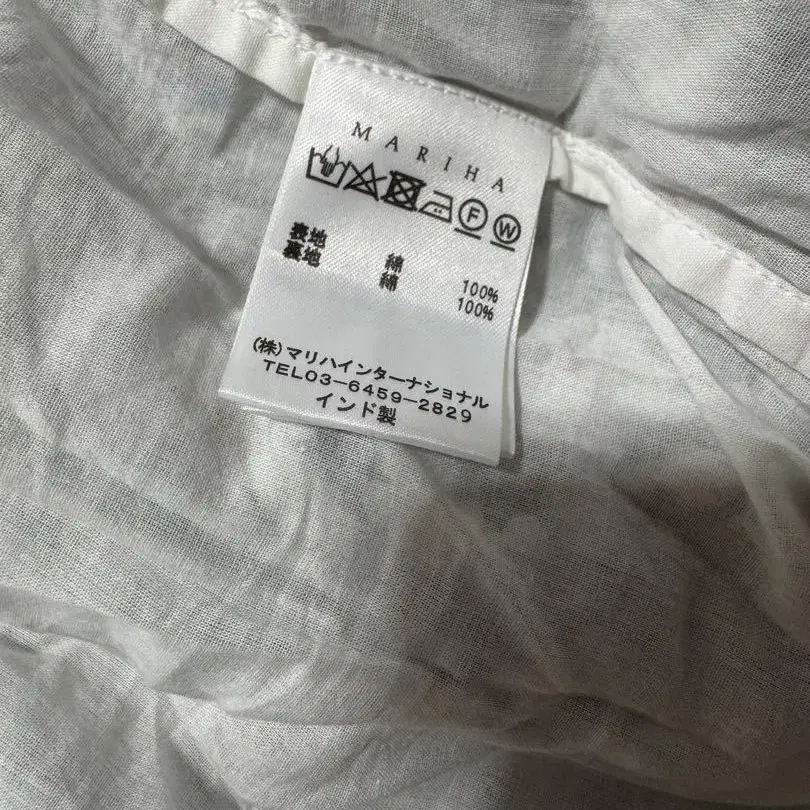 MARIHA
F W
表地 綿 100%
裏地 綿 100%
(株)マリハインターナショナル
TEL03-6459-2829
インド製